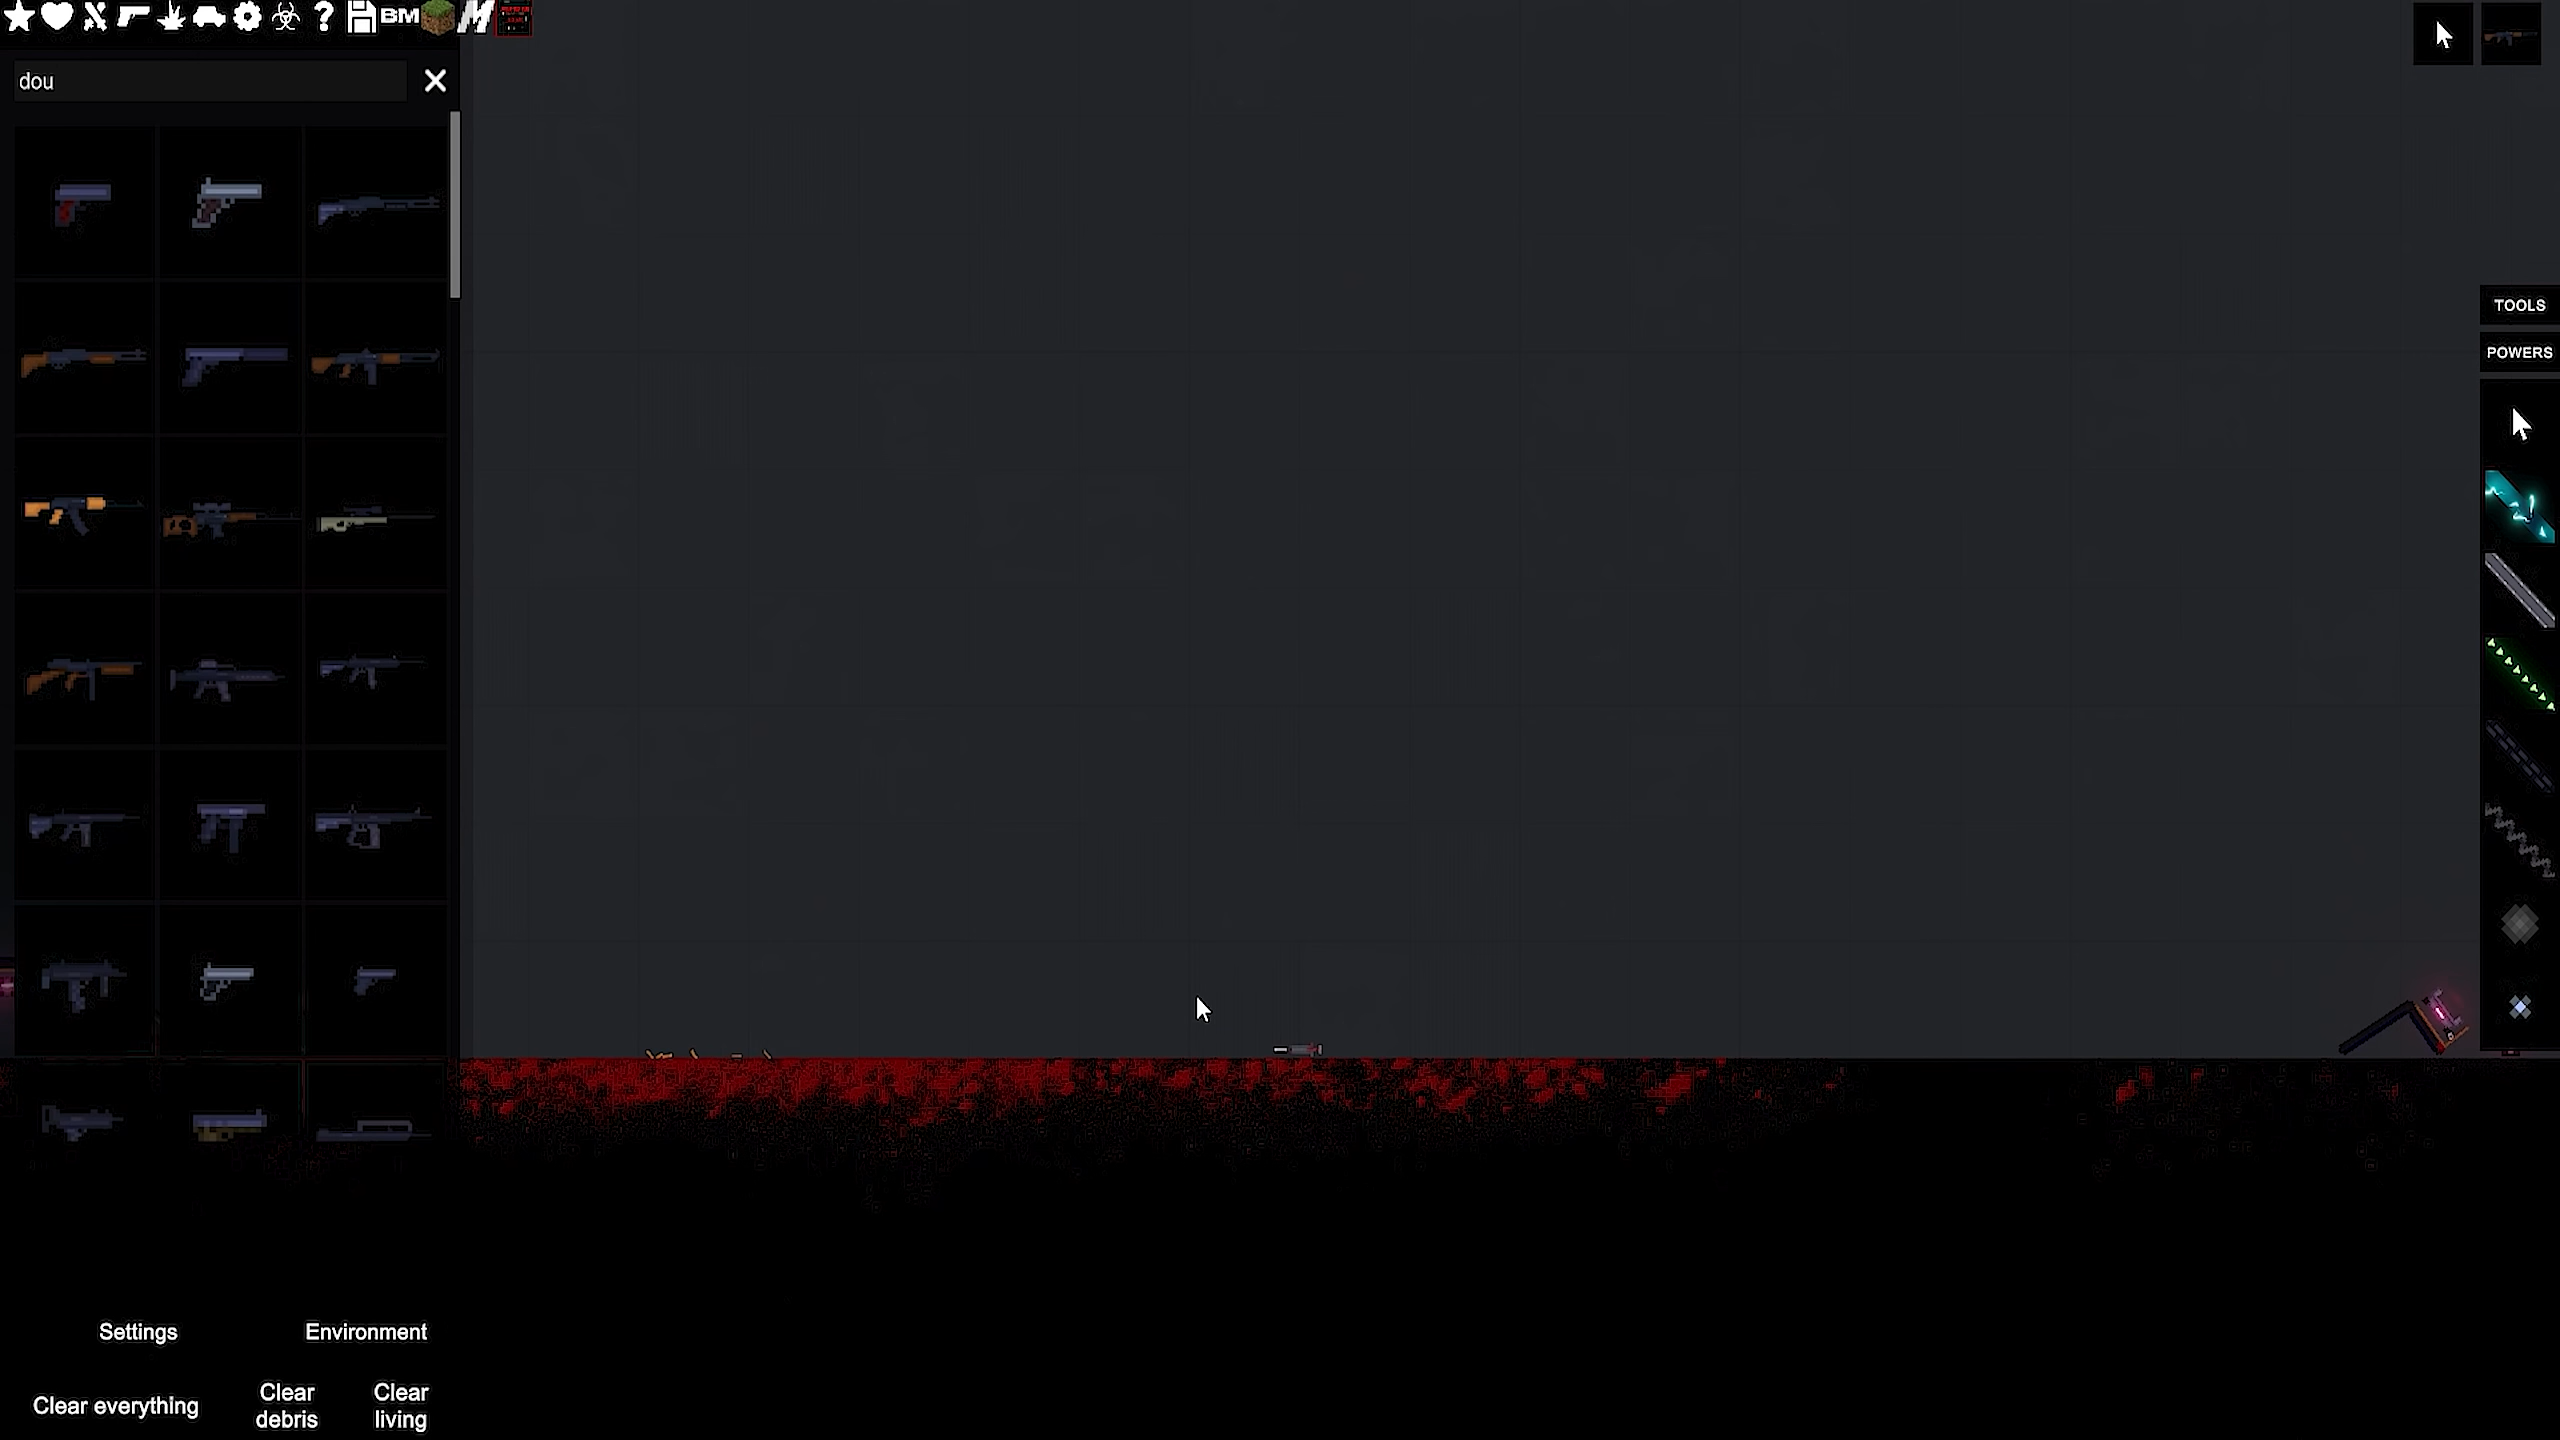 ? BM M
dou
TOOLS
POWERS
Settings
Environment
Clear everything
Clear
debris
Clear
living